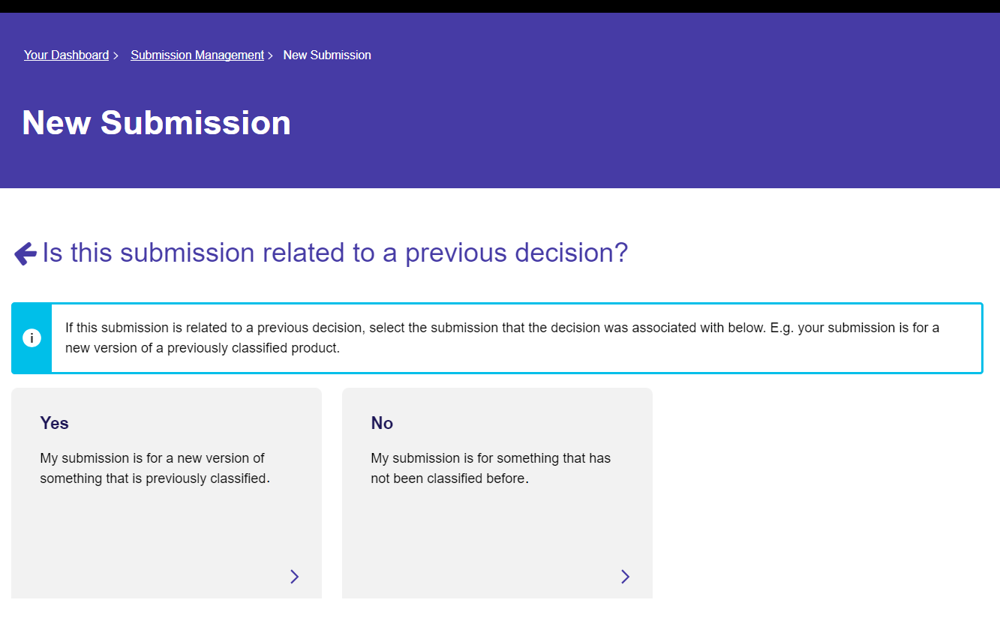 Your Dashboard > Submission Management > New Submission
New Submission
Is this submission related to a previous decision?
If this submission is related to a previous decision, select the submission that the decision was associated with below. E.g. your submission is for a
new version of a previously classified product.
Yes
My submission is for a new version of
something that is previously classified.
No
My submission is for something that has
not been classified before.